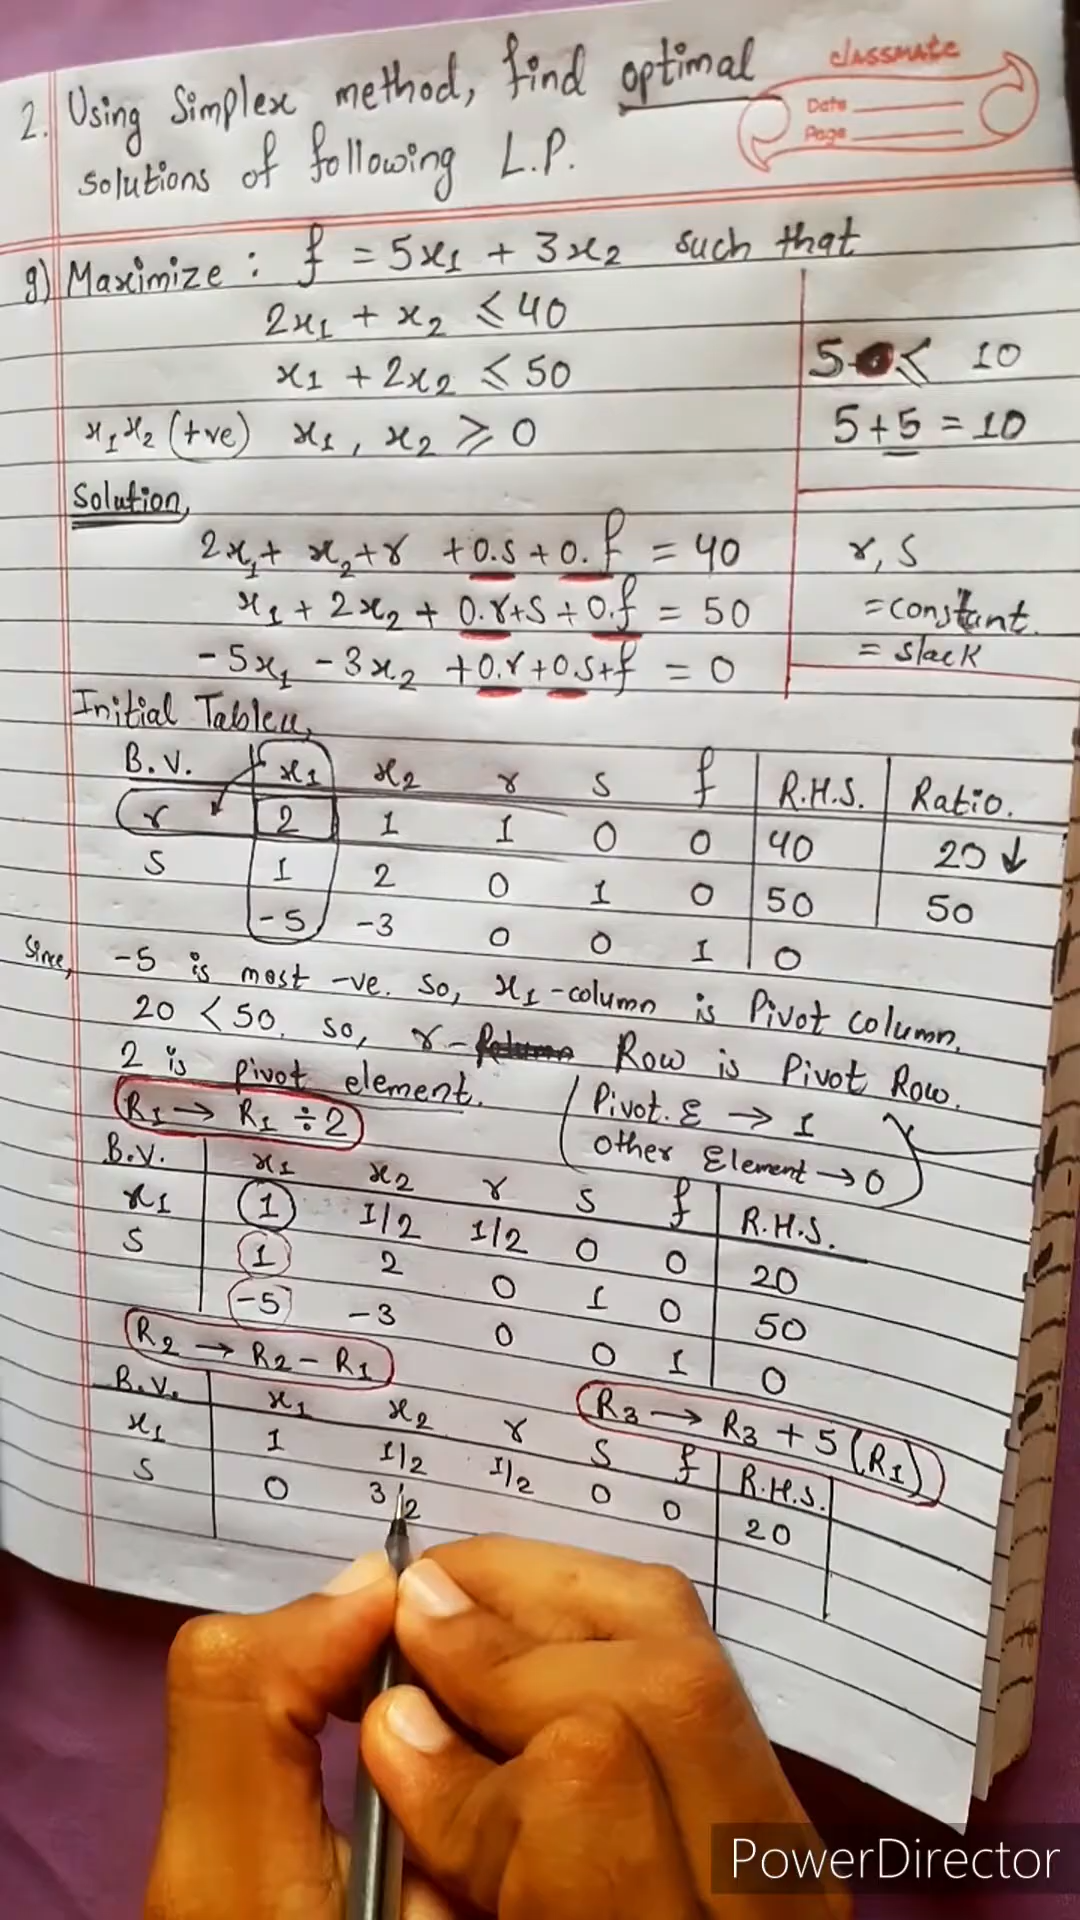 classmate
Date
Page
2. Using Simplex method, find optimal
solutions of following L.P.
g) Maximize : f = 5x₁ + 3x₂ such that
2x₁ + x₂ ≤ 40
x₁ + 2x₂ ≤ 50
x₁ x₂ (+ve) x₁ , x₂ ≥ 0
5 ≤ 10
5 + 5 = 10
Solution,
2x₁ + x₂ + r + 0.s + 0.f = 40
x₁ + 2x₂ + 0.r + s + 0.f = 50
-5x₁ - 3x₂ + 0.r + 0.s + f = 0
r, s
= constant.
= slack
Initial Tableu,
B.V. x₁ x₂ r s f R.H.S. Ratio.
r 2 1 1 0 0 40 20 ↓
s 1 2 0 1 0 50 50
-5 -3 0 0 1 0
Since, -5 is most -ve. so, x₁-column is Pivot column.
20 < 50. so, r - Row is Pivot Row.
2 is pivot element.
R₁ → R₁ ÷ 2
Pivot. E → 1
other Element → 0
B.V. x₁ x₂ r s f R.H.S.
x₁ 1 1/2 1/2 0 0 20
s 1 2 0 1 0 50
-5 -3 0 0 1 0
R₂ → R₂ - R₁
R₃ → R₃ + 5(R₁)
B.V. x₁ x₂ r s f R.H.S.
x₁ 1 1/2 1/2 0 0 20
s 0 3/2
PowerDirector